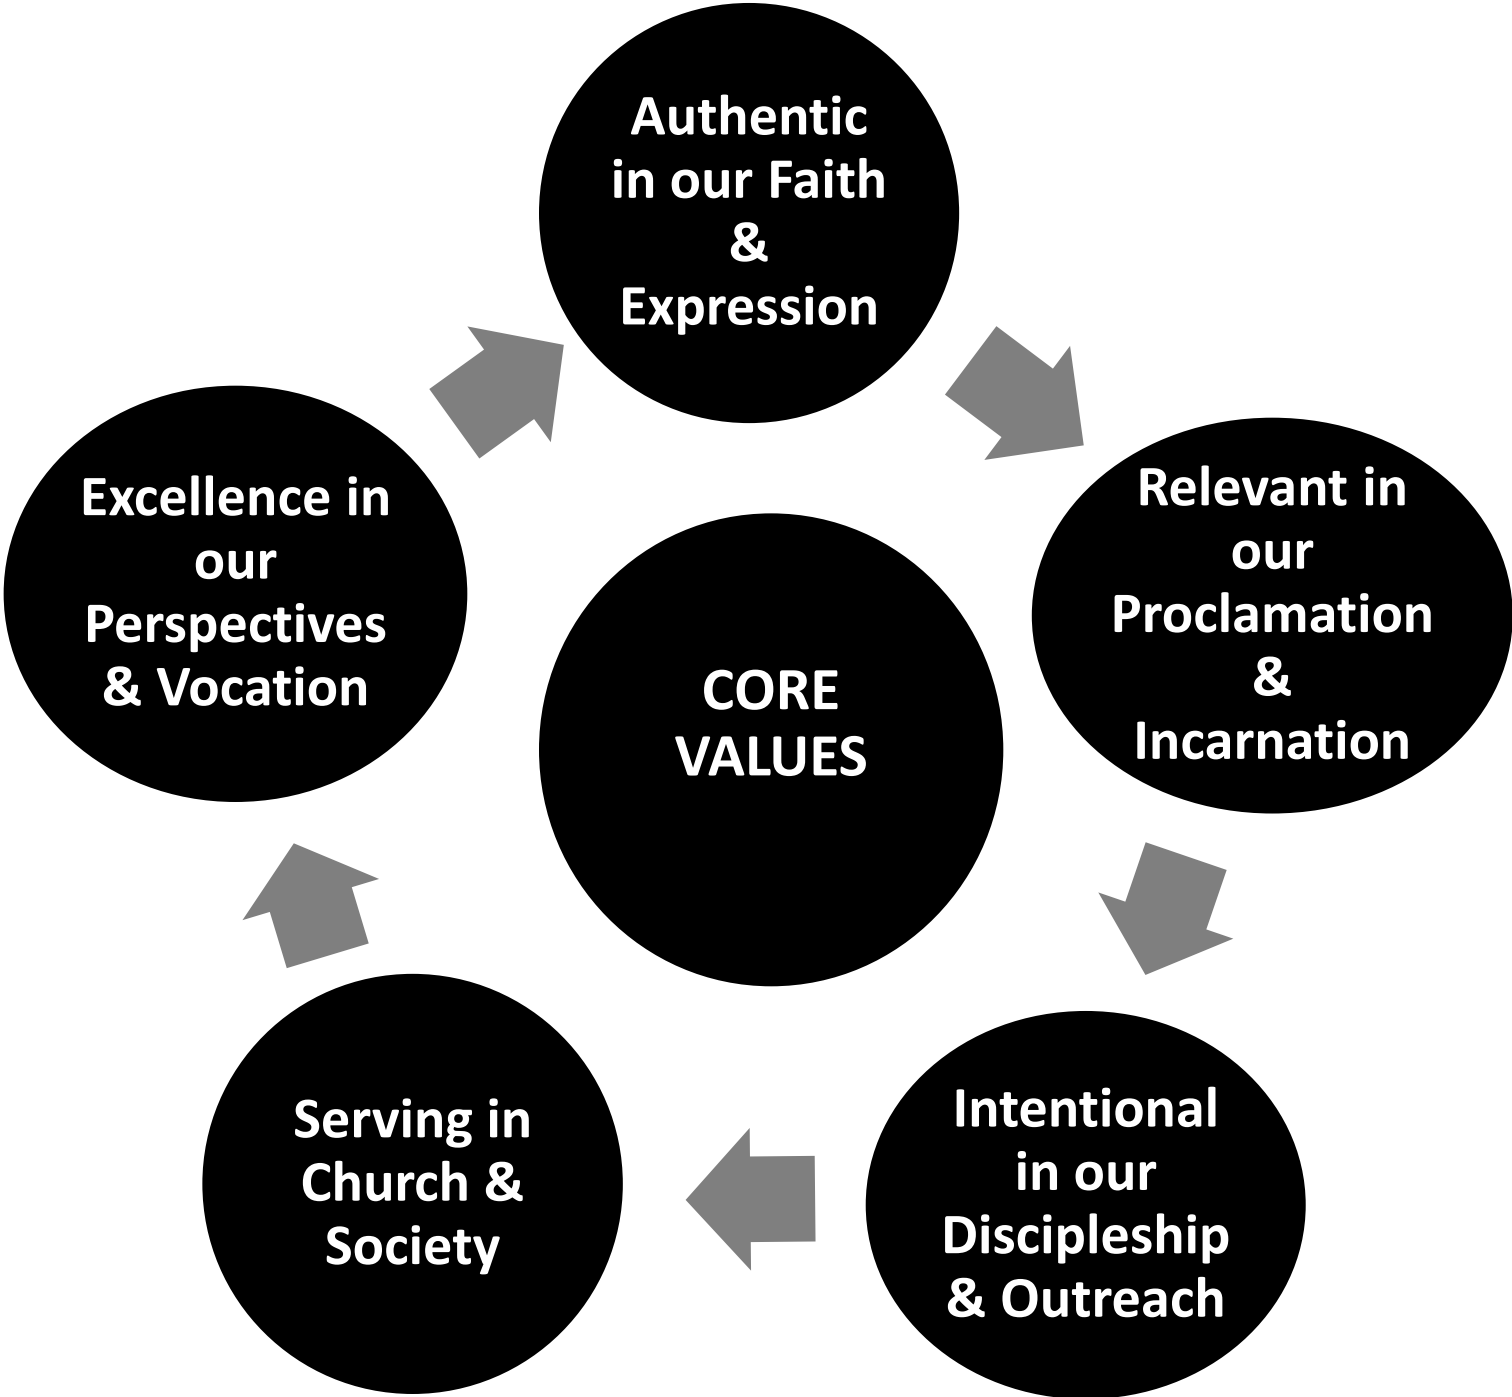 Authentic
in our Faith
&
Expression
Relevant in
our
Proclamation
&
Incarnation
Intentional
in our
Discipleship
& Outreach
Serving in
Church &
Society
Excellence in
our
Perspectives
& Vocation
CORE
VALUES